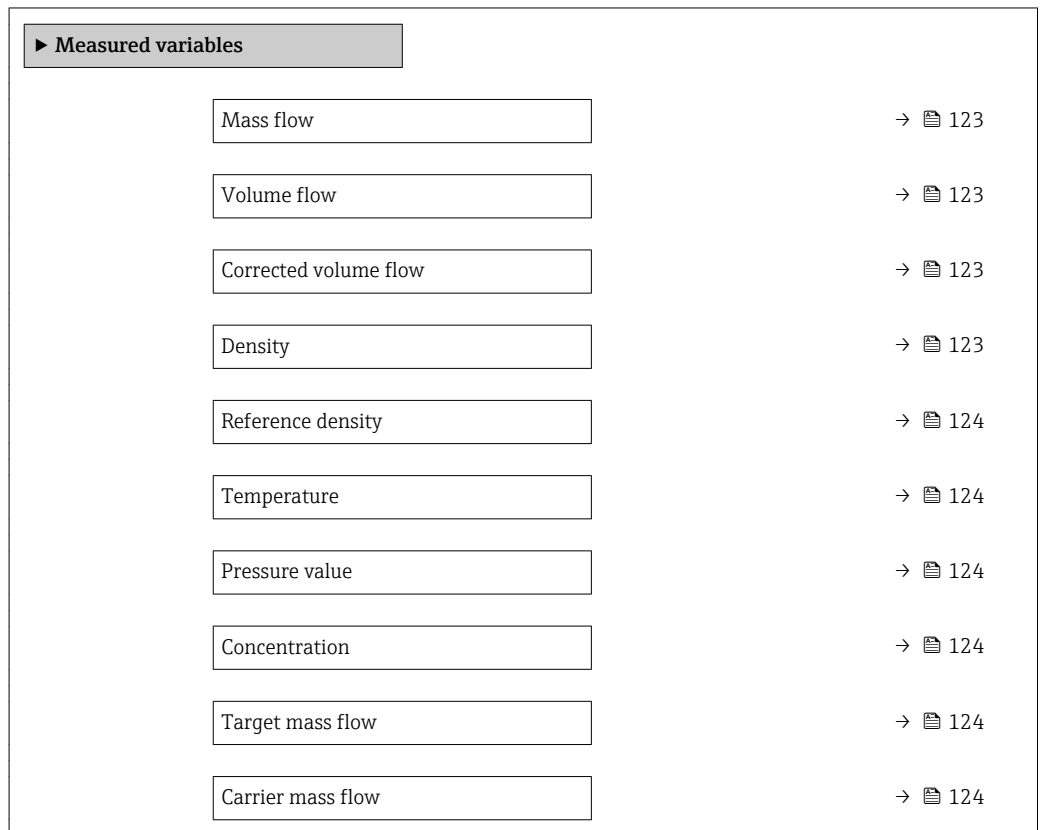 ▶ Measured variables
Mass flow → 🖹 123
Volume flow → 🖹 123
Corrected volume flow → 🖹 123
Density → 🖹 123
Reference density → 🖹 124
Temperature → 🖹 124
Pressure value → 🖹 124
Concentration → 🖹 124
Target mass flow → 🖹 124
Carrier mass flow → 🖹 124